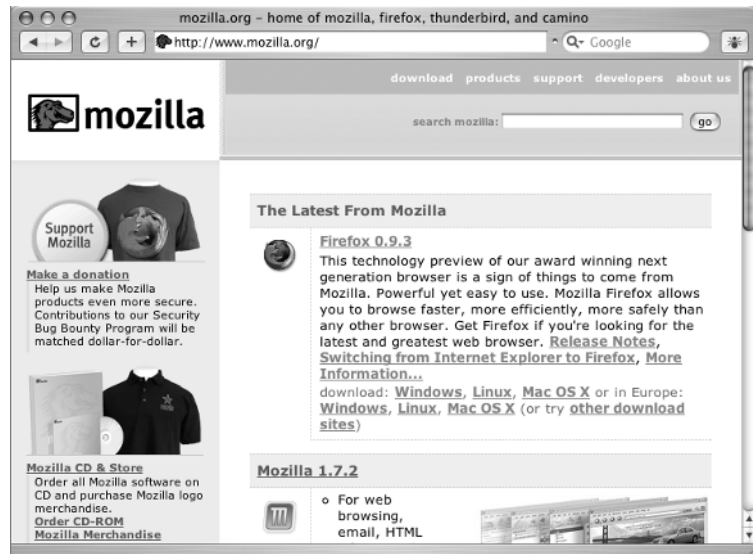 mozilla.org – home of mozilla, firefox, thunderbird, and camino
http://www.mozilla.org/
Google
download products support developers about us
mozilla
search mozilla: go
Support
Mozilla
Make a donation
Help us make Mozilla
products even more secure.
Contributions to our Security
Bug Bounty Program will be
matched dollar-for-dollar.
Mozilla CD & Store
Order all Mozilla software on
CD and purchase Mozilla logo
merchandise.
Order CD-ROM
Mozilla Merchandise
The Latest From Mozilla
Firefox 0.9.3
This technology preview of our award winning next
generation browser is a sign of things to come from
Mozilla. Powerful yet easy to use. Mozilla Firefox allows
you to browse faster, more efficiently, more safely than
any other browser. Get Firefox if you're looking for the
latest and greatest web browser. Release Notes,
Switching from Internet Explorer to Firefox, More
Information...
download: Windows, Linux, Mac OS X or in Europe:
Windows, Linux, Mac OS X (or try other download
sites)
Mozilla 1.7.2
m
For web
browsing,
email, HTML